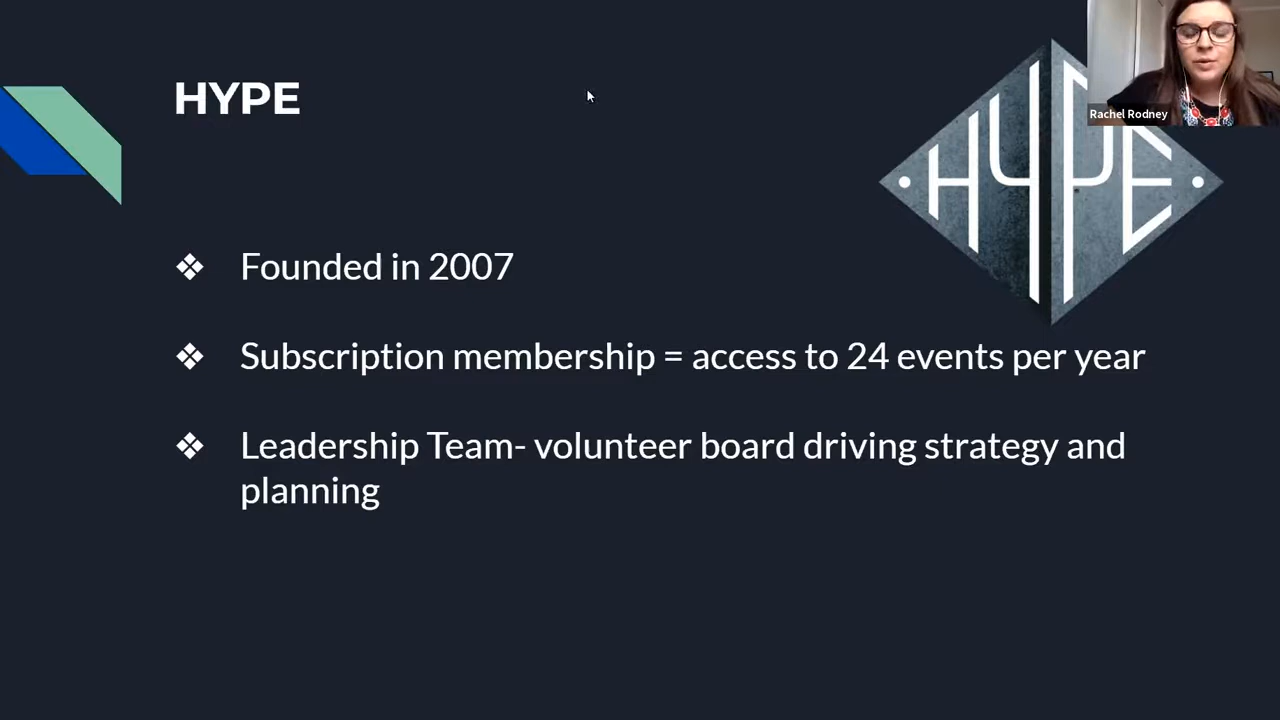 HYPE
Rachel Rodney
HYPE
❖ Founded in 2007
❖ Subscription membership = access to 24 events per year
❖ Leadership Team- volunteer board driving strategy and
planning